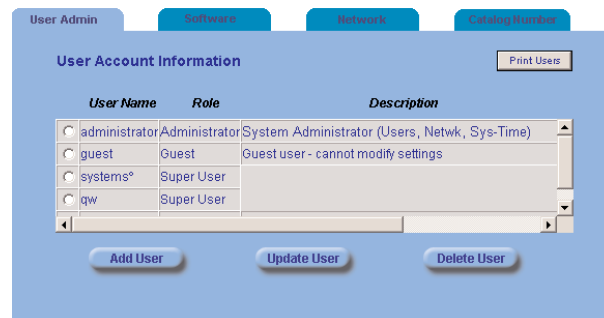 User Admin Software Network Catalog Number
User Account Information Print Users
User Name Role Description
administrator Administrator System Administrator (Users, Netwk, Sys-Time)
guest Guest Guest user - cannot modify settings
systems° Super User
qw Super User
Add User Update User Delete User